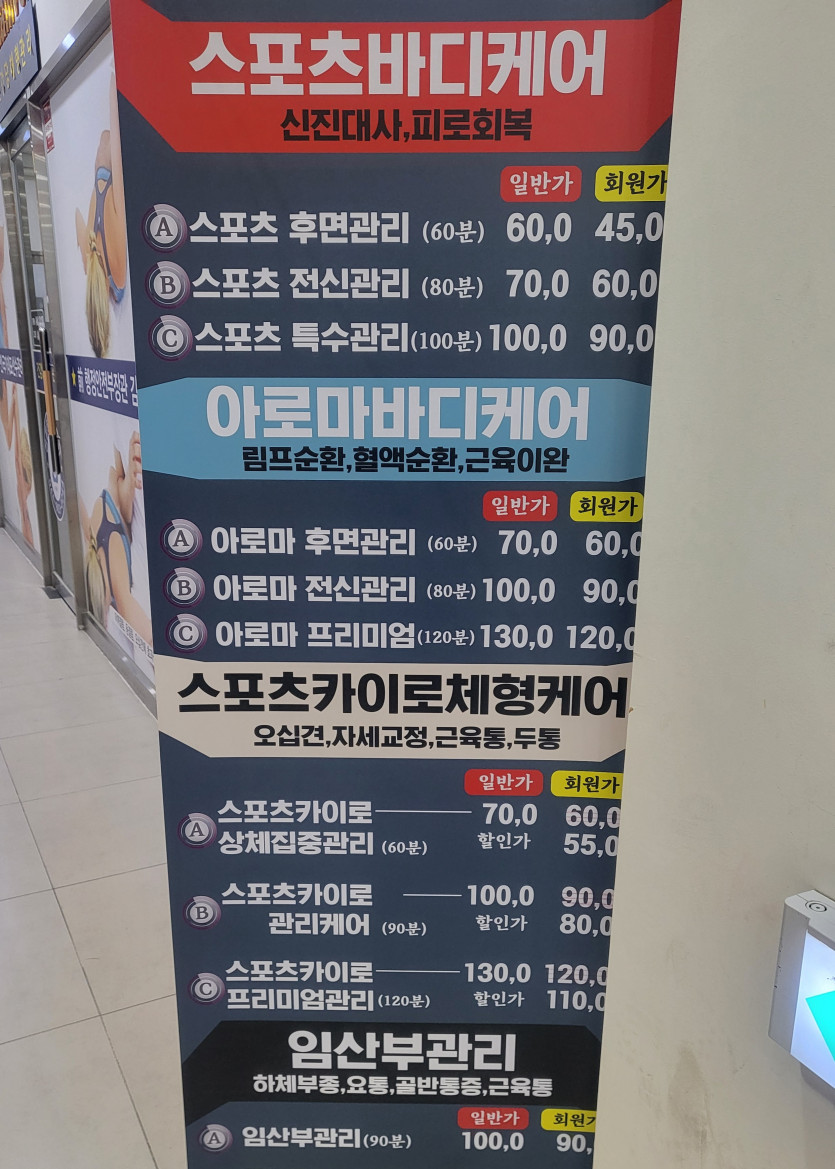 스포츠바디케어
신진대사,피로회복
일반가 회원가
A 스포츠 후면관리 (60분) 60,0 45,0
B 스포츠 전신관리 (80분) 70,0 60,0
C 스포츠 특수관리(100분) 100,0 90,0
아로마바디케어
림프순환,혈액순환,근육이완
일반가 회원가
A 아로마 후면관리 (60분) 70,0 60,0
B 아로마 전신관리 (80분) 100,0 90,0
C 아로마 프리미엄(120분) 130,0 120,0
스포츠카이로체형케어
오십견,자세교정,근육통,두통
일반가 회원가
A 스포츠카이로 70,0 60,0
상체집중관리 (60분) 할인가 55,0
B 스포츠카이로 100,0 90,0
관리케어 (90분) 할인가 80,0
C 스포츠카이로 130,0 120,0
프리미엄관리(120분) 할인가 110,0
임산부관리
하체부종,요통,골반통증,근육통
일반가 회원가
A 임산부관리(90분) 100,0 90,
前 행정안전부장관 김